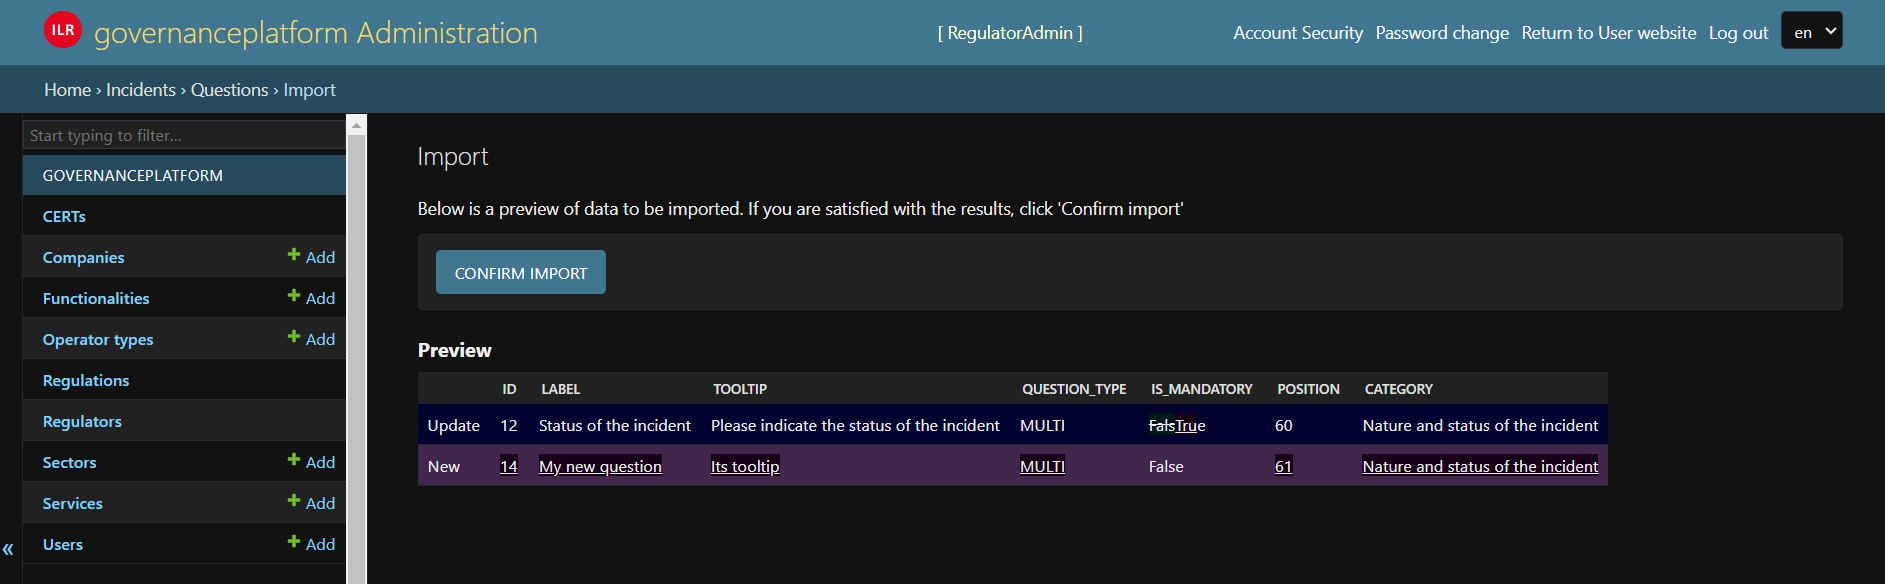 ILR governanceplatform Administration [ RegulatorAdmin ] Account Security Password change Return to User website Log out en
Home › Incidents › Questions › Import
Start typing to filter...
GOVERNANCEPLATFORM
CERTs
Companies Add
Functionalities Add
Operator types Add
Regulations
Regulators
Sectors Add
Services Add
Users Add
«
Import
Below is a preview of data to be imported. If you are satisfied with the results, click 'Confirm import'
CONFIRM IMPORT
Preview
ID LABEL TOOLTIP QUESTION_TYPE IS_MANDATORY POSITION CATEGORY
Update 12 Status of the incident Please indicate the status of the incident MULTI FalsTrue 60 Nature and status of the incident
New 14 My new question Its tooltip MULTI False 61 Nature and status of the incident